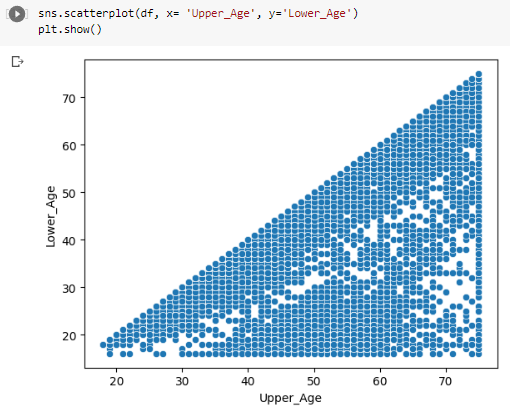 sns.scatterplot(df, x= 'Upper_Age', y='Lower_Age')
plt.show()
70
60
50
40
30
20
Lower_Age
20 30 40 50 60 70
Upper_Age